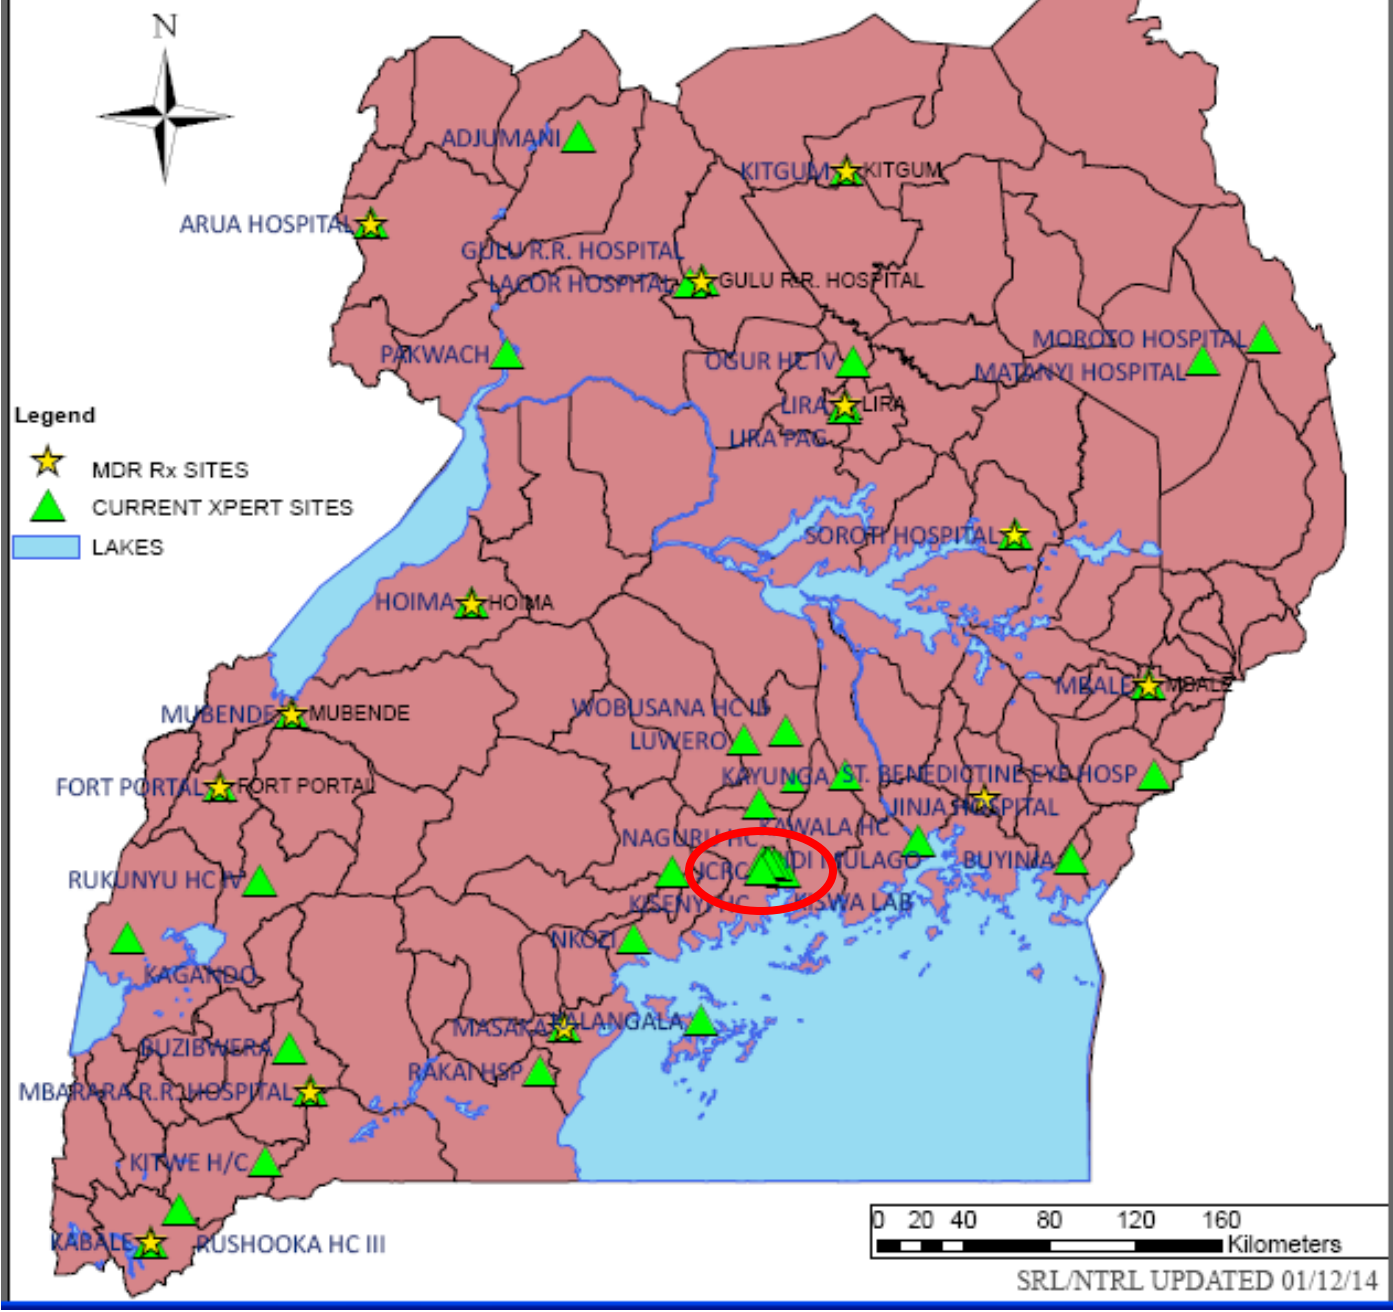 N
ADJUMANI
KITGUM KITGUM
ARUA HOSPITAL
GULU R.R. HOSPITAL
LACOR HOSPITAL GULU R.R. HOSPITAL
MOROTO HOSPITAL
PAKWACH
OGUR HC IV
MATANYI HOSPITAL
LIRA LIRA
LIRA PAG
Legend
MDR Rx SITES
CURRENT XPERT SITES
LAKES
SOROTI HOSPITAL
HOIMA HOIMA
MBALE MBALE
WOBUSANA HC III
MUBENDE MUBENDE
LUWERO
KAYUNGA ST. BENEDICTINE EYE HOSP
FORT PORTAL FORT PORTAL
JINJA HOSPITAL
KAWALA HC
NAGURU HC
JCRC IDI MULAGO BUYINJA
RUKUNYU HC IV
KISENYI HC KISWA LAB
NKOZI
KAGANDO
MASAKA KALANGALA
BUZIBWERA
RAKAI HSP
MBARARA R.R. HOSPITAL
KITWE H/C
KABALE RUSHOOKA HC III
0 20 40 80 120 160
Kilometers
SRL/NTRL UPDATED 01/12/14